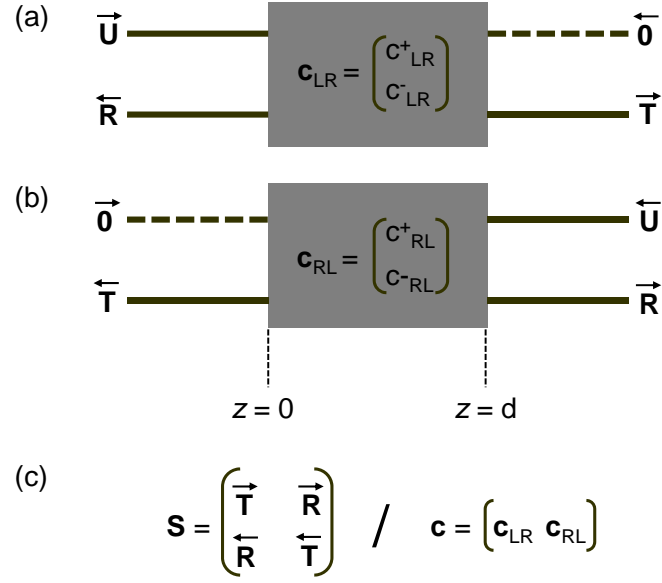 (a)
U⃗ 0⃖
c_LR = ( C⁺_LR
C⁻_LR )
R⃖ T⃗
(b)
0⃗ U⃖
c_RL = ( C⁺_RL
C⁻_RL )
T⃖ R⃗
z = 0 z = d
(c)
S = ( T⃗ R⃗
R⃖ T⃖ ) / c = ( c_LR c_RL )